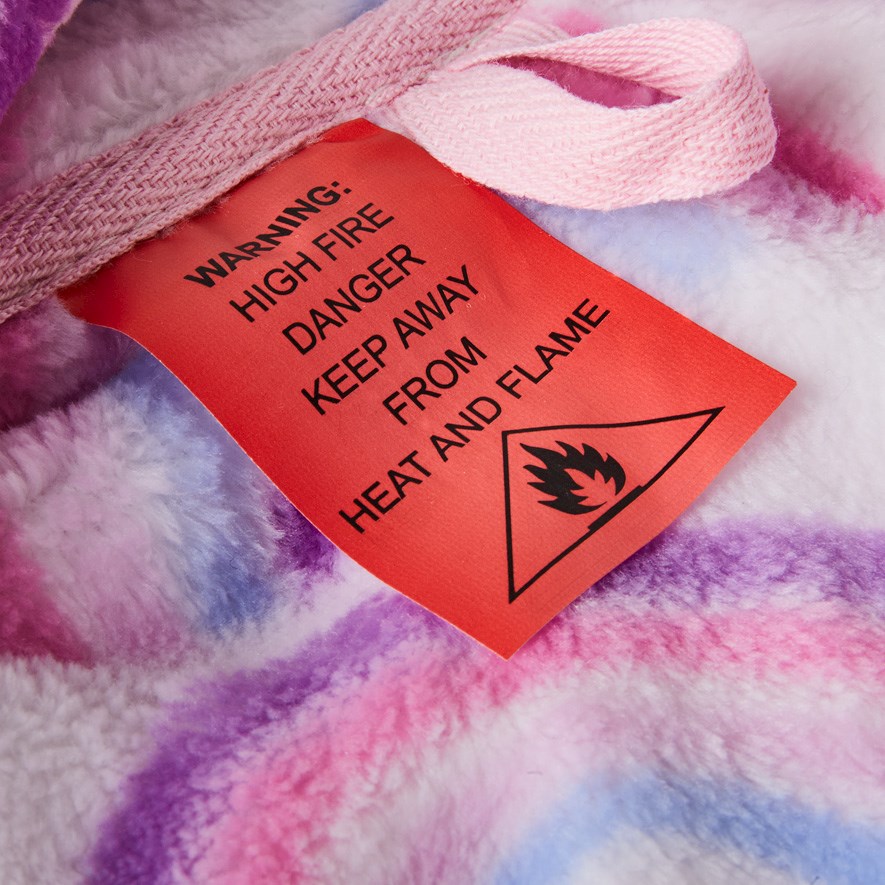 WARNING:
HIGH FIRE
DANGER
KEEP AWAY
FROM
HEAT AND FLAME